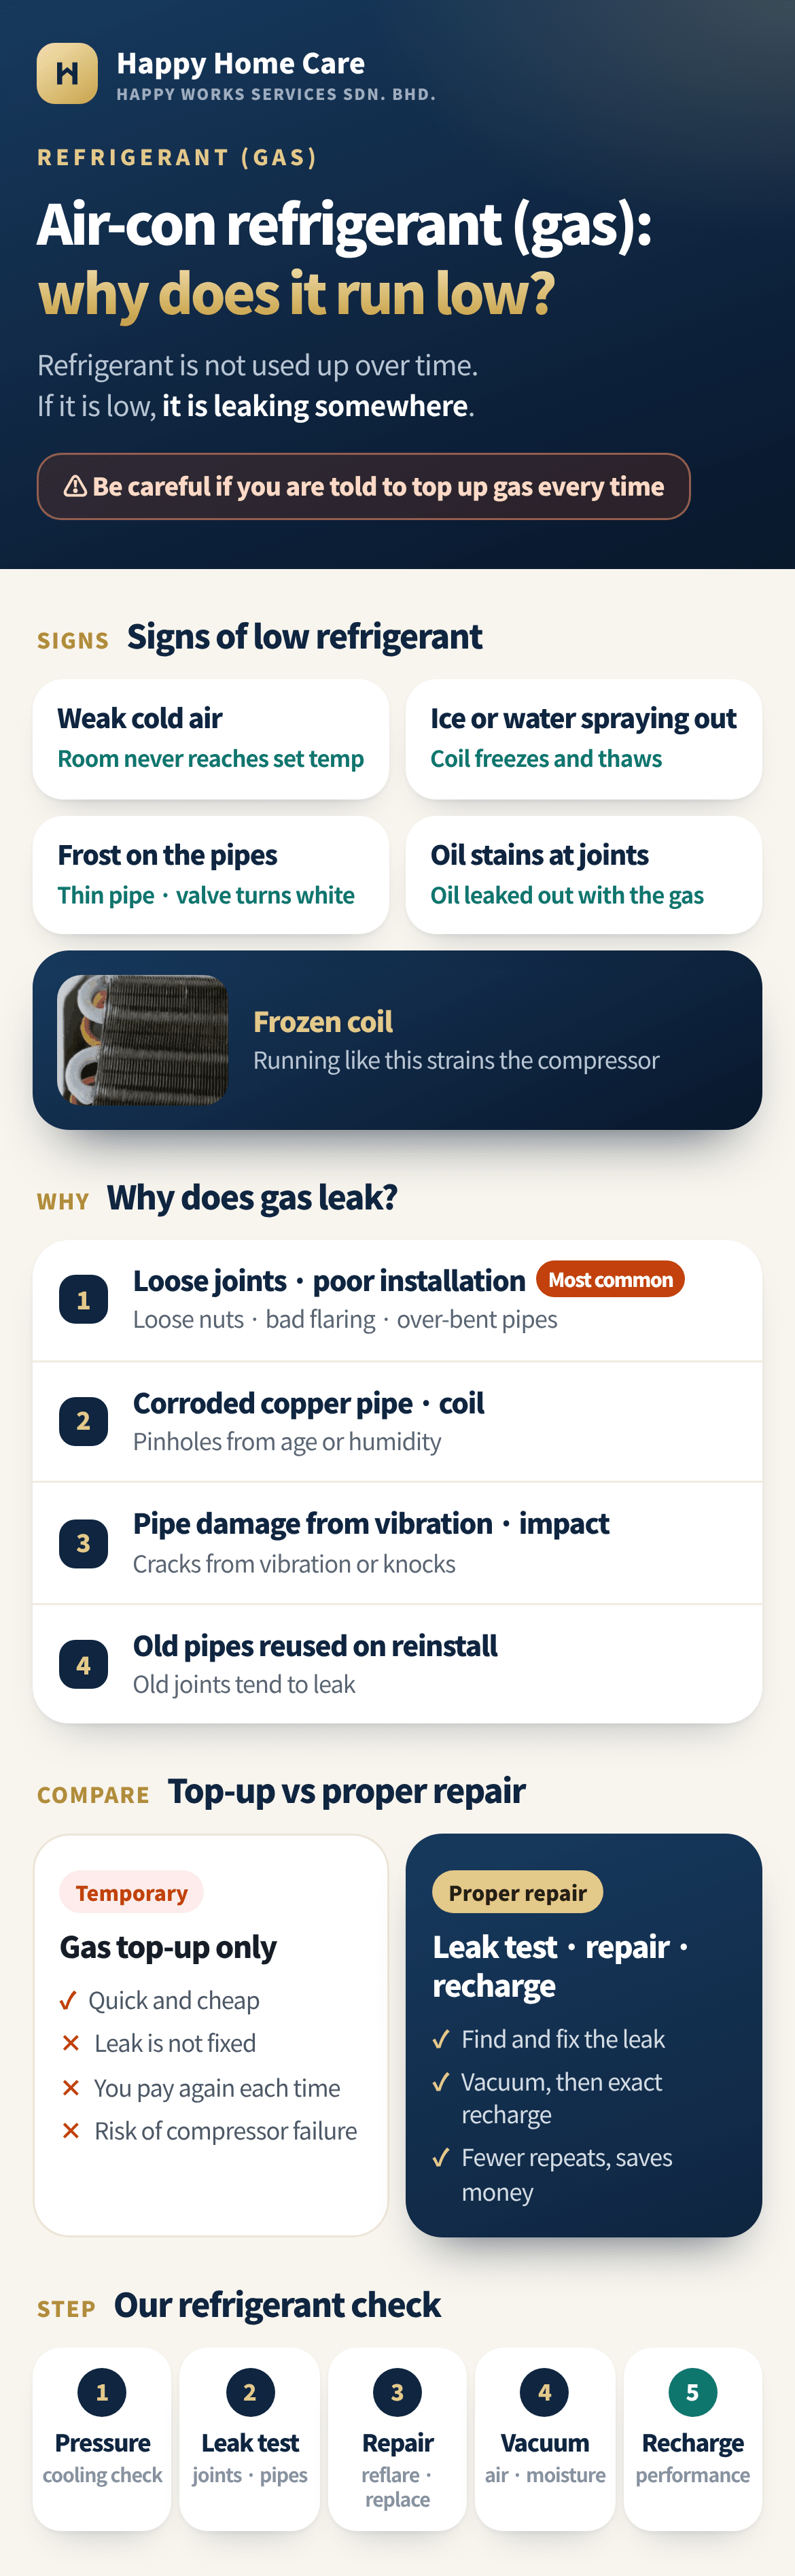 Happy Home Care
HAPPY WORKS SERVICES SDN. BHD.
REFRIGERANT (GAS)
Air-con refrigerant (gas):
why does it run low?
Refrigerant is not used up over time.
If it is low, it is leaking somewhere.
⚠ Be careful if you are told to top up gas every time
SIGNS Signs of low refrigerant
Weak cold air
Room never reaches set temp
Ice or water spraying out
Coil freezes and thaws
Frost on the pipes
Thin pipe · valve turns white
Oil stains at joints
Oil leaked out with the gas
Frozen coil
Running like this strains the compressor
WHY Why does gas leak?
1 Loose joints · poor installation Most common
Loose nuts · bad flaring · over-bent pipes
2 Corroded copper pipe · coil
Pinholes from age or humidity
3 Pipe damage from vibration · impact
Cracks from vibration or knocks
4 Old pipes reused on reinstall
Old joints tend to leak
COMPARE Top-up vs proper repair
Temporary
Gas top-up only
✓ Quick and cheap
✕ Leak is not fixed
✕ You pay again each time
✕ Risk of compressor failure
Proper repair
Leak test · repair ·
recharge
✓ Find and fix the leak
✓ Vacuum, then exact
recharge
✓ Fewer repeats, saves
money
STEP Our refrigerant check
1
Pressure
cooling check
2
Leak test
joints · pipes
3
Repair
reflare ·
replace
4
Vacuum
air · moisture
5
Recharge
performance